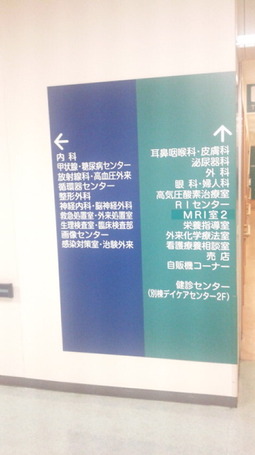 ←
内科
甲状線・糖尿病センター
放射線科・高血圧外来
循環器センター
整形外科
神経内科・脳神経外科
救急処置室・外来処置室
生理検査室・臨床検査部
画像センター
感染対策室・治験外来
↑
耳鼻咽喉科・皮膚科
泌尿器科
外科
眼科・婦人科
高気圧酸素治療室
RIセンター
MRI室2
栄養指導室
外来化学療法室
看護療養相談室
売店
自販機コーナー
健診センター
(別棟デイケアセンター2F)